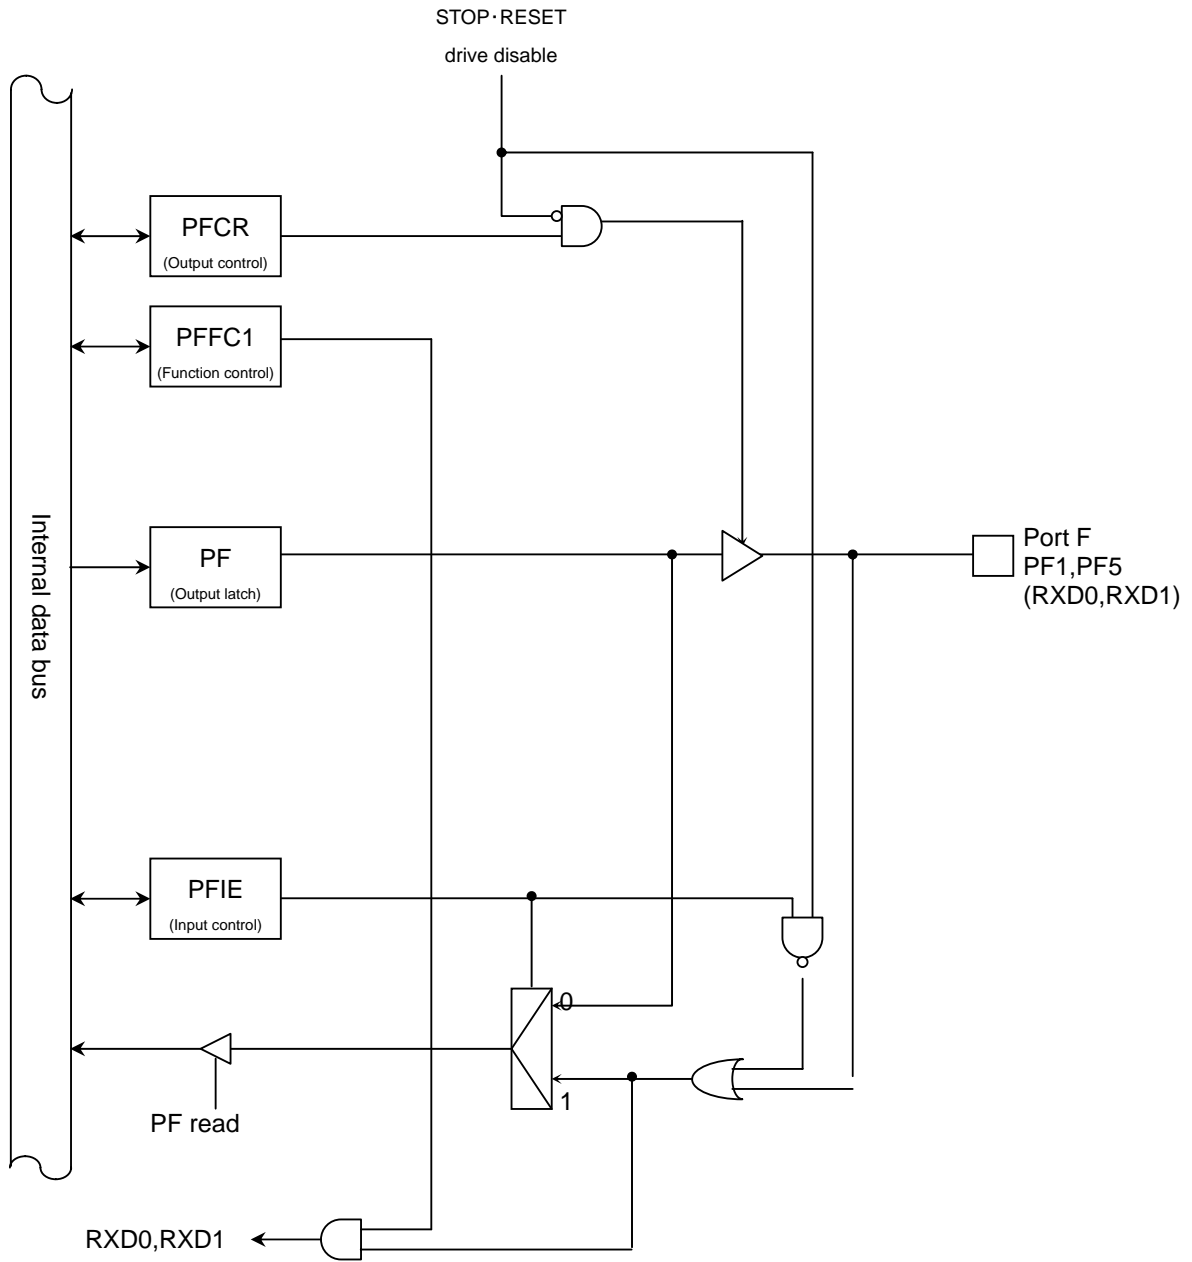 STOP･RESET
drive disable
PFCR
(Output control)
PFFC1
(Function control)
Internal data bus
PF
(Output latch)
Port F
PF1,PF5
(RXD0,RXD1)
PFIE
(Input control)
0
1
PF read
RXD0,RXD1